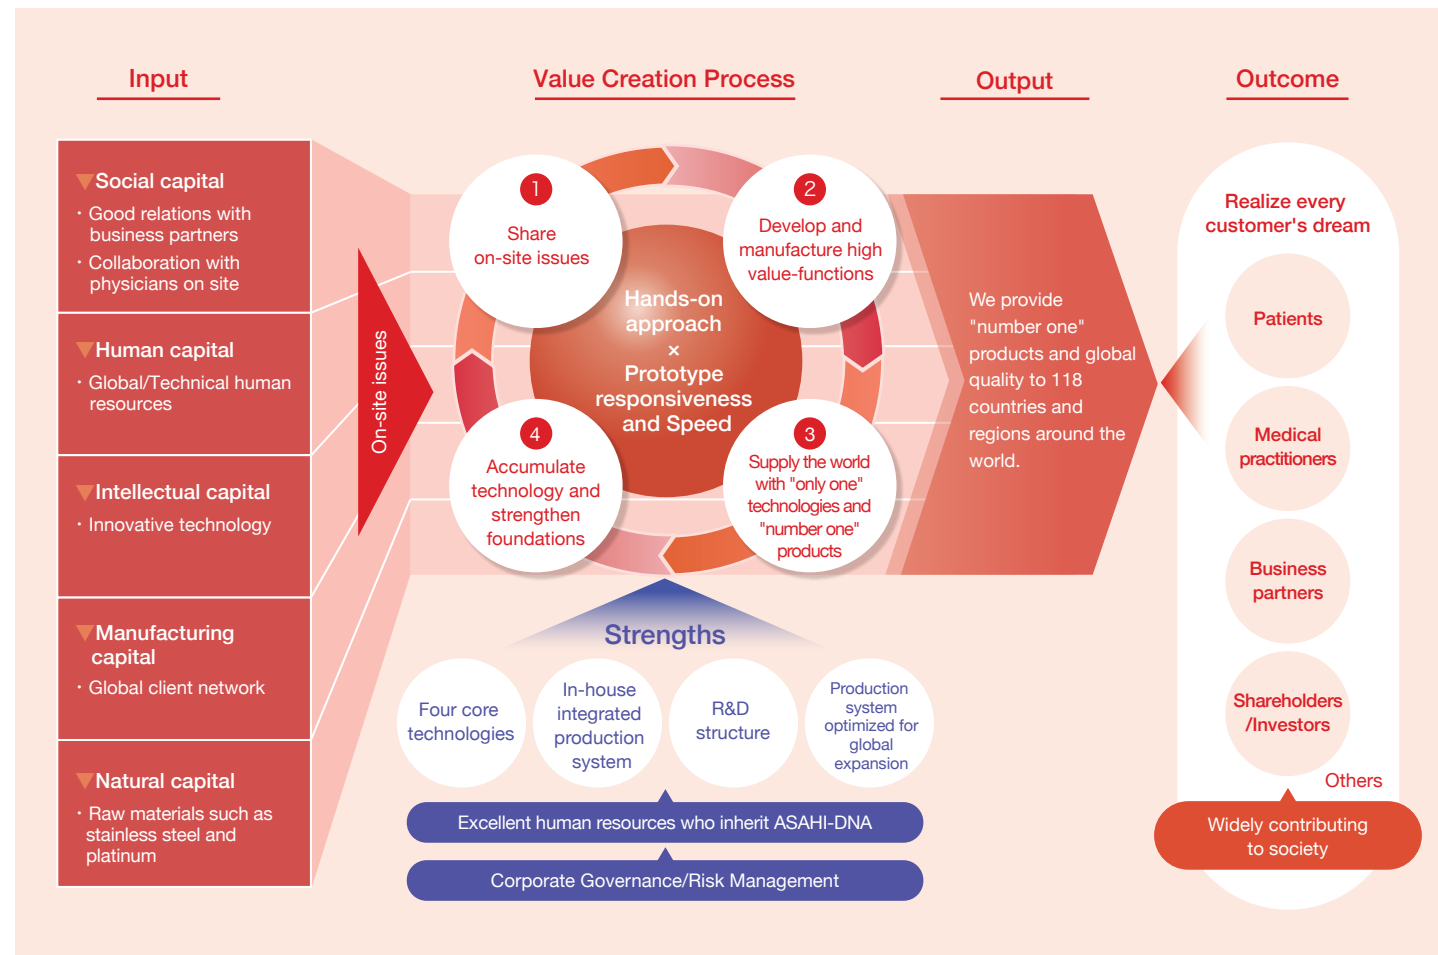 Input
Value Creation Process
Output
Outcome
▼Social capital
・Good relations with
business partners
・Collaboration with
physicians on site
▼Human capital
・Global/Technical human
resources
▼Intellectual capital
・Innovative technology
▼Manufacturing
capital
・Global client network
▼Natural capital
・Raw materials such as
stainless steel and
platinum
On-site issues
1
Share
on-site issues
2
Develop and
manufacture high
value-functions
Hands-on
approach
×
Prototype
responsiveness
and Speed
4
Accumulate
technology and
strengthen
foundations
3
Supply the world
with "only one"
technologies and
"number one"
products
We provide
"number one"
products and global
quality to 118
countries and
regions around the
world.
Strengths
Four core
technologies
In-house
integrated
production
system
R&D
structure
Production
system
optimized for
global
expansion
Excellent human resources who inherit ASAHI-DNA
Corporate Governance/Risk Management
Realize every
customer's dream
Patients
Medical
practitioners
Business
partners
Shareholders
/Investors
Others
Widely contributing
to society